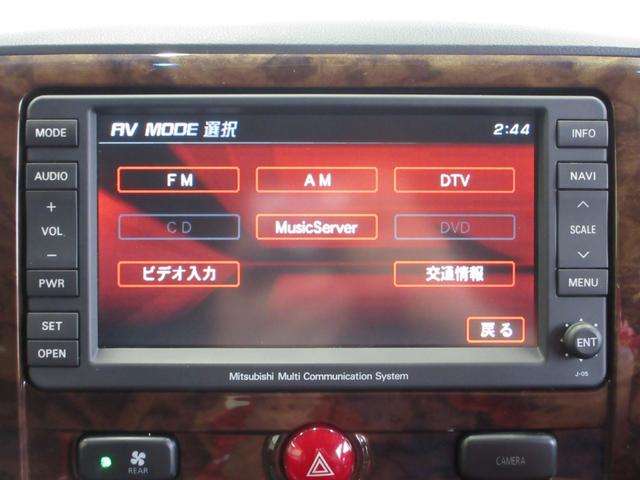 AV MODE 選択
2:44
FM
AM
DTV
CD
MusicServer
DVD
ビデオ入力
交通情報
戻る
MODE
AUDIO
+
VOL
−
PWR
SET
OPEN
INFO
NAVI
SCALE
MENU
ENT
J-05
Mitsubishi Multi Communication System
REAR
CAMERA